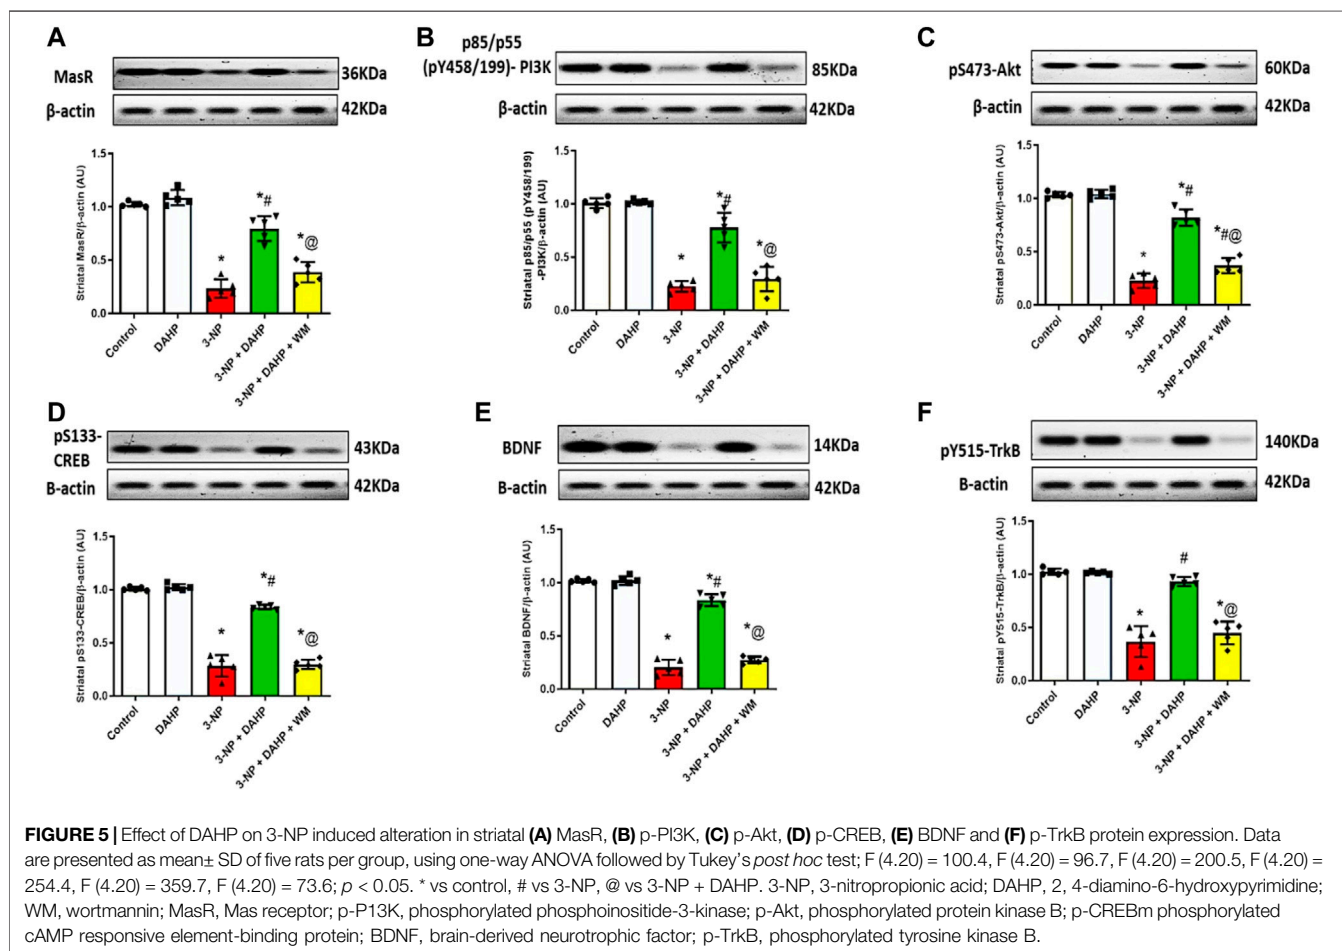 A
MasR
36KDa
β-actin
42KDa
Striatal MasR/β-actin (AU)
1.5
1.0
0.5
0.0
*
*#
*@
Control
DAHP
3-NP
3-NP + DAHP
3-NP + DAHP + WM
B
p85/p55
(pY458/199)- PI3K
85KDa
β-actin
42KDa
Striatal p85/p55 (pY458/199)
-PI3K/β-actin (AU)
1.5
1.0
0.5
0.0
*
*#
*@
Control
DAHP
3-NP
3-NP + DAHP
3-NP + DAHP + WM
C
pS473-Akt
60KDa
β-actin
42KDa
Striatal pS473-Akt/β-actin (AU)
1.5
1.0
0.5
0.0
*
*#
*#@
Control
DAHP
3-NP
3-NP + DAHP
3-NP + DAHP + WM
D
pS133-
CREB
43KDa
B-actin
42KDa
Striatal pS133-CREB/β-actin (AU)
1.5
1.0
0.5
0.0
*
*#
*@
Control
DAHP
3-NP
3-NP + DAHP
3-NP + DAHP + WM
E
BDNF
14KDa
B-actin
42KDa
Striatal BDNF/β-actin (AU)
1.5
1.0
0.5
0.0
*
*#
*@
Control
DAHP
3-NP
3-NP + DAHP
3-NP + DAHP + WM
F
pY515-TrkB
140KDa
B-actin
42KDa
Striatal pY515-TrkB/β-actin (AU)
1.5
1.0
0.5
0.0
*
#
*@
Control
DAHP
3-NP
3-NP + DAHP
3-NP + DAHP + WM
FIGURE 5 | Effect of DAHP on 3-NP induced alteration in striatal (A) MasR, (B) p-PI3K, (C) p-Akt, (D) p-CREB, (E) BDNF and (F) p-TrkB protein expression. Data
are presented as mean± SD of five rats per group, using one-way ANOVA followed by Tukey's post hoc test; F (4.20) = 100.4, F (4.20) = 96.7, F (4.20) = 200.5, F (4.20) =
254.4, F (4.20) = 359.7, F (4.20) = 73.6; p < 0.05. * vs control, # vs 3-NP, @ vs 3-NP + DAHP. 3-NP, 3-nitropropionic acid; DAHP, 2, 4-diamino-6-hydroxypyrimidine;
WM, wortmannin; MasR, Mas receptor; p-P13K, phosphorylated phosphoinositide-3-kinase; p-Akt, phosphorylated protein kinase B; p-CREBm phosphorylated
cAMP responsive element-binding protein; BDNF, brain-derived neurotrophic factor; p-TrkB, phosphorylated tyrosine kinase B.